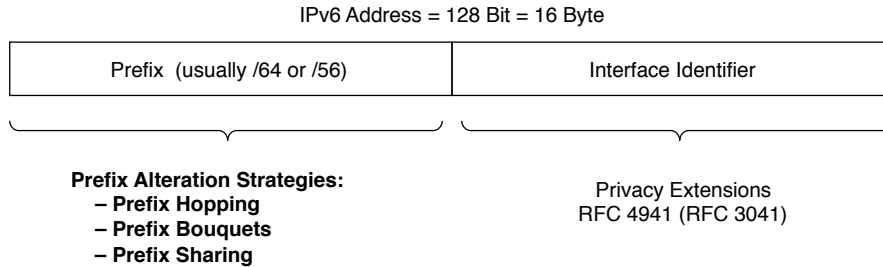 IPv6 Address = 128 Bit = 16 Byte
Prefix (usually /64 or /56)
Interface Identifier
Prefix Alteration Strategies:
– Prefix Hopping
– Prefix Bouquets
– Prefix Sharing
Privacy Extensions
RFC 4941 (RFC 3041)